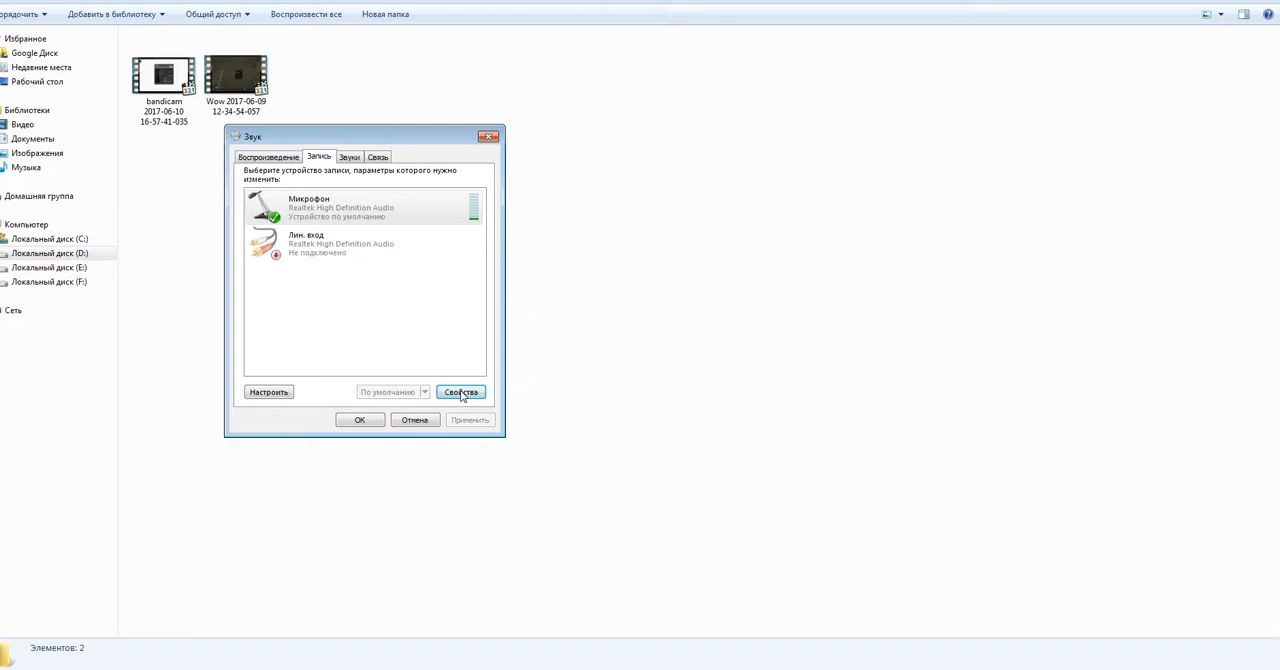 Добавить в библиотеку
Общий доступ
Воспроизвести все
Новая папка
Избранное
Google Диск
Недавние места
Рабочий стол
Библиотеки
Видео
Документы
Изображения
Музыка
Домашняя группа
Компьютер
Локальный диск (C:)
Локальный диск (D:)
Локальный диск (E:)
Локальный диск (F:)
Сеть
bandicam
2017-06-10
16-57-41-035
Wow 2017-06-09
12-34-54-057
Звук
Воспроизведение
Запись
Звуки
Связь
Выберите устройство записи, параметры которого нужно
изменить:
Микрофон
Realtek High Definition Audio
Устройство по умолчанию
Лин. вход
Realtek High Definition Audio
Не подключено
Настроить
По умолчанию
Свойства
OK
Отмена
Применить
Элементов: 2